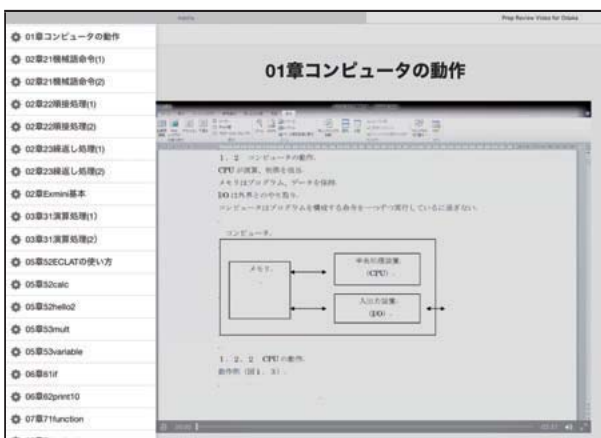 Prep Review Video for Odaka
01章コンピュータの動作
02章21機械語命令(1)
02章21機械語命令(2)
02章22順接処理(1)
02章22順接処理(2)
02章23繰返し処理(1)
02章23繰返し処理(2)
02章Exmini基本
03章31演算処理(1)
03章31演算処理(2)
05章52ECLATの使い方
05章52calc
05章52hello2
05章53mult
05章53variable
06章61if
06章62print10
07章71function
01章コンピュータの動作
1．2 コンピュータの動作
CPUが演算、制御を担当
メモリはプログラム、データを保持
I/Oは外界とのやり取り
コンピュータはプログラムを構成する命令を一つずつ実行しているに過ぎない
コンピュータ
メモリ
中央処理装置
(CPU)
入出力装置
(I/O)
1．2．2 CPUの動作
動作例（図1．3）
00:00